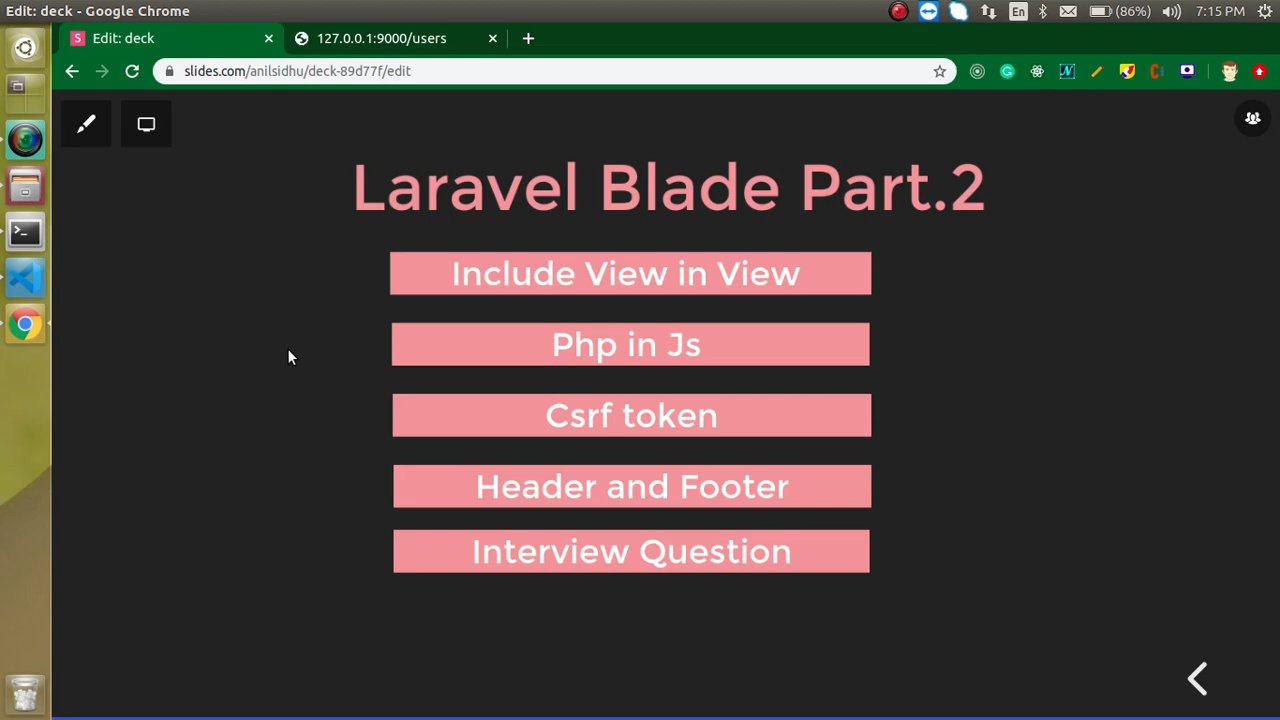 Edit: deck - Google Chrome
En
(86%)
7:15 PM
S Edit: deck
127.0.0.1:9000/users
slides.com/anilsidhu/deck-89d77f/edit
Laravel Blade Part.2
Include View in View
Php in Js
Csrf token
Header and Footer
Interview Question